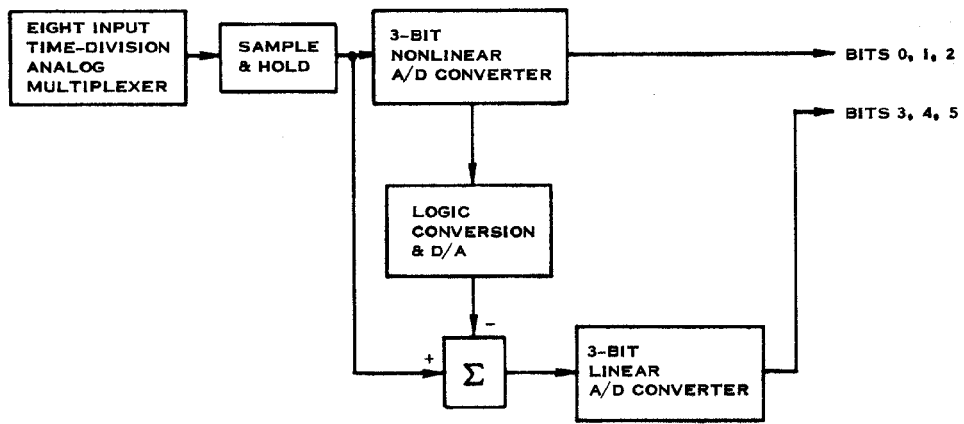 EIGHT INPUT
TIME-DIVISION
ANALOG
MULTIPLEXER
SAMPLE
& HOLD
3-BIT
NONLINEAR
A/D CONVERTER
BITS 0, 1, 2
BITS 3, 4, 5
LOGIC
CONVERSION
& D/A
-
+
Σ
3-BIT
LINEAR
A/D CONVERTER